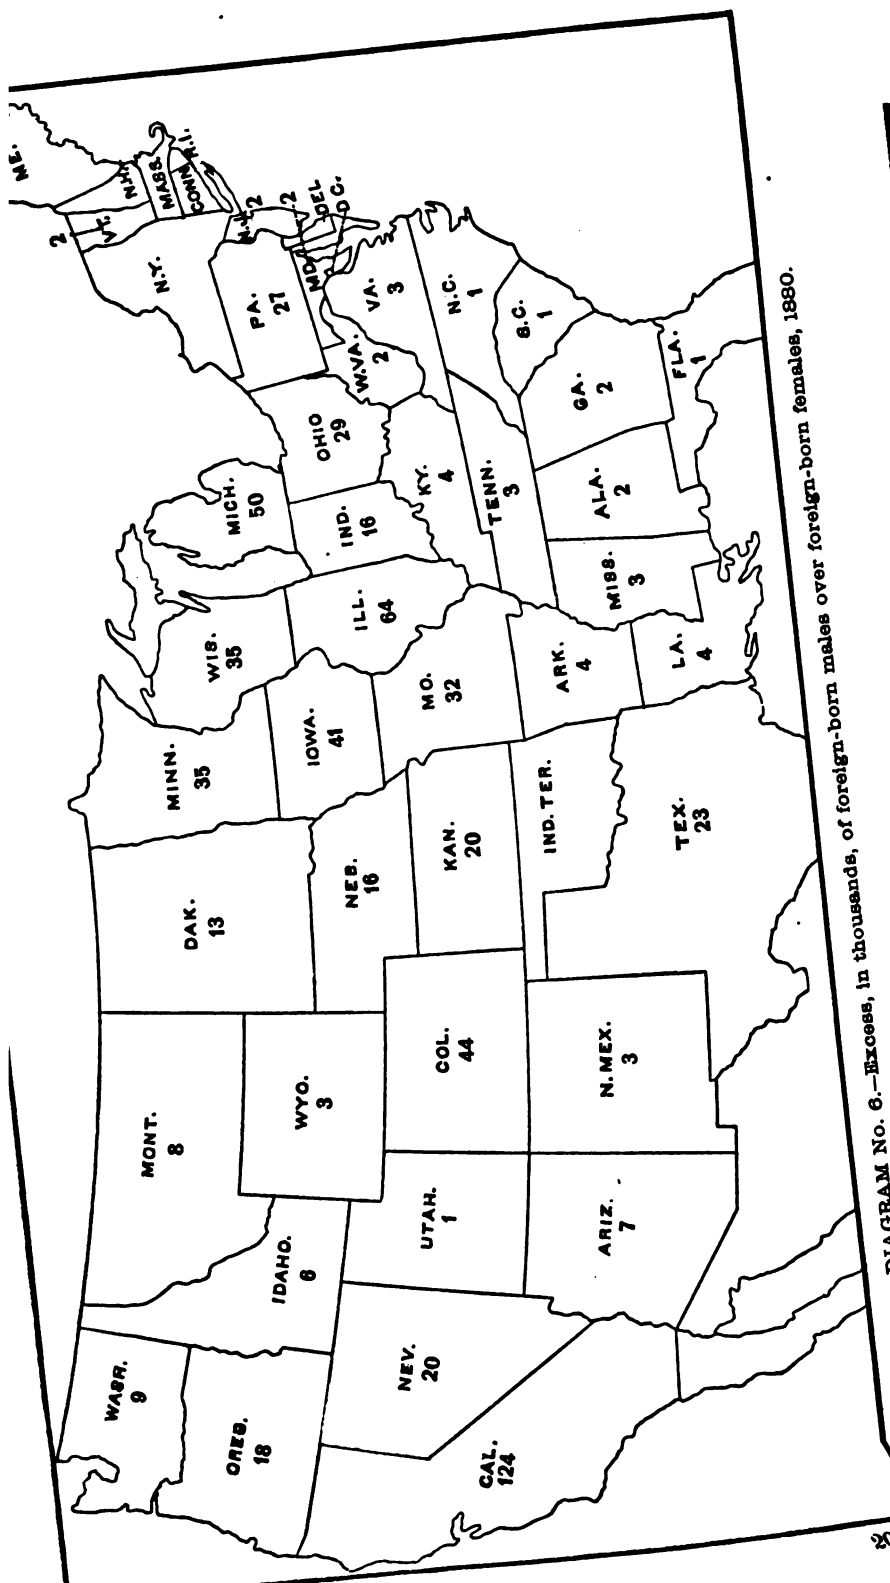 WASH.
9
OREG.
18
CAL.
124
NEV.
20
IDAHO.
6
MONT.
8
WYO.
3
UTAH.
1
ARIZ.
7
COL.
44
N.MEX.
3
DAK.
13
NEB.
16
KAN.
20
IND.TER.
TEX.
23
MINN.
35
IOWA.
41
MO.
32
ARK.
4
LA.
4
WIS.
35
ILL.
64
MICH.
50
IND.
16
OHIO
29
KY.
4
TENN.
3
MISS.
3
ALA.
2
GA.
2
FLA.
1
S.C.
1
N.C.
1
VA.
3
W.VA.
2
PA.
27
N.Y.
2
VT.
N.H.
ME.
MASS.
CONN.
R.I.
N.J.
2
MD.
2
DEL
D.C.
DIAGRAM No. 6.—Excess, in thousands, of foreign-born males over foreign-born females, 1880.